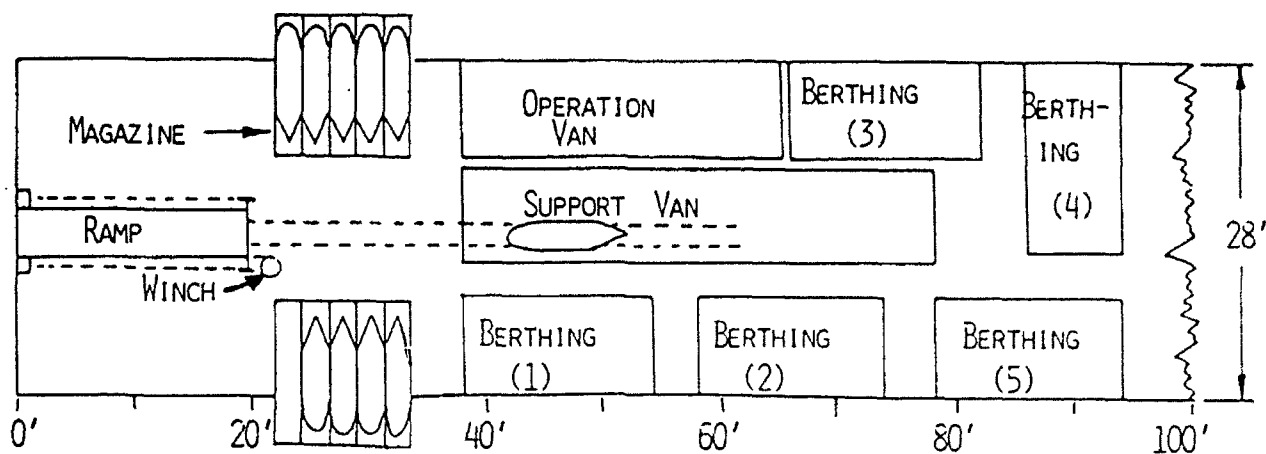 OPERATION
VAN
BERTHING
(3)
BERTH-
ING
(4)
MAGAZINE
SUPPORT VAN
RAMP
28'
WINCH
BERTHING
(1)
BERTHING
(2)
BERTHING
(5)
0' 20' 40' 60' 80' 100'